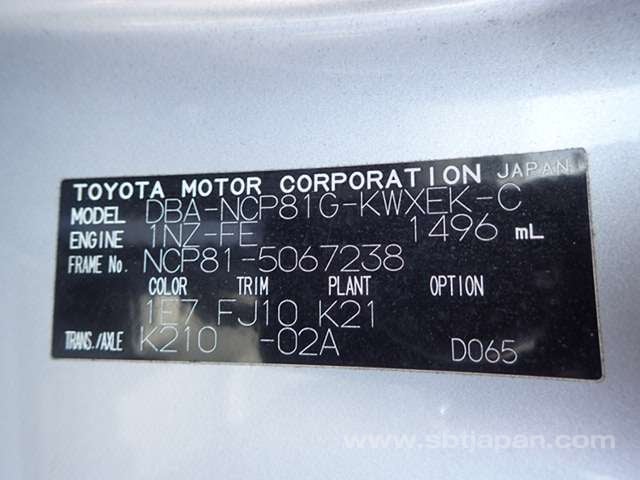 TOYOTA MOTOR CORPORATION JAPAN
MODEL DBA-NCP81G-KWXEK-C
ENGINE 1NZ-FE 1496 mL
FRAME No. NCP81-5067238
COLOR TRIM PLANT OPTION
1E7 FJ10 K21
TRANS./AXLE K210 -02A D065
www.sbtjapan.com